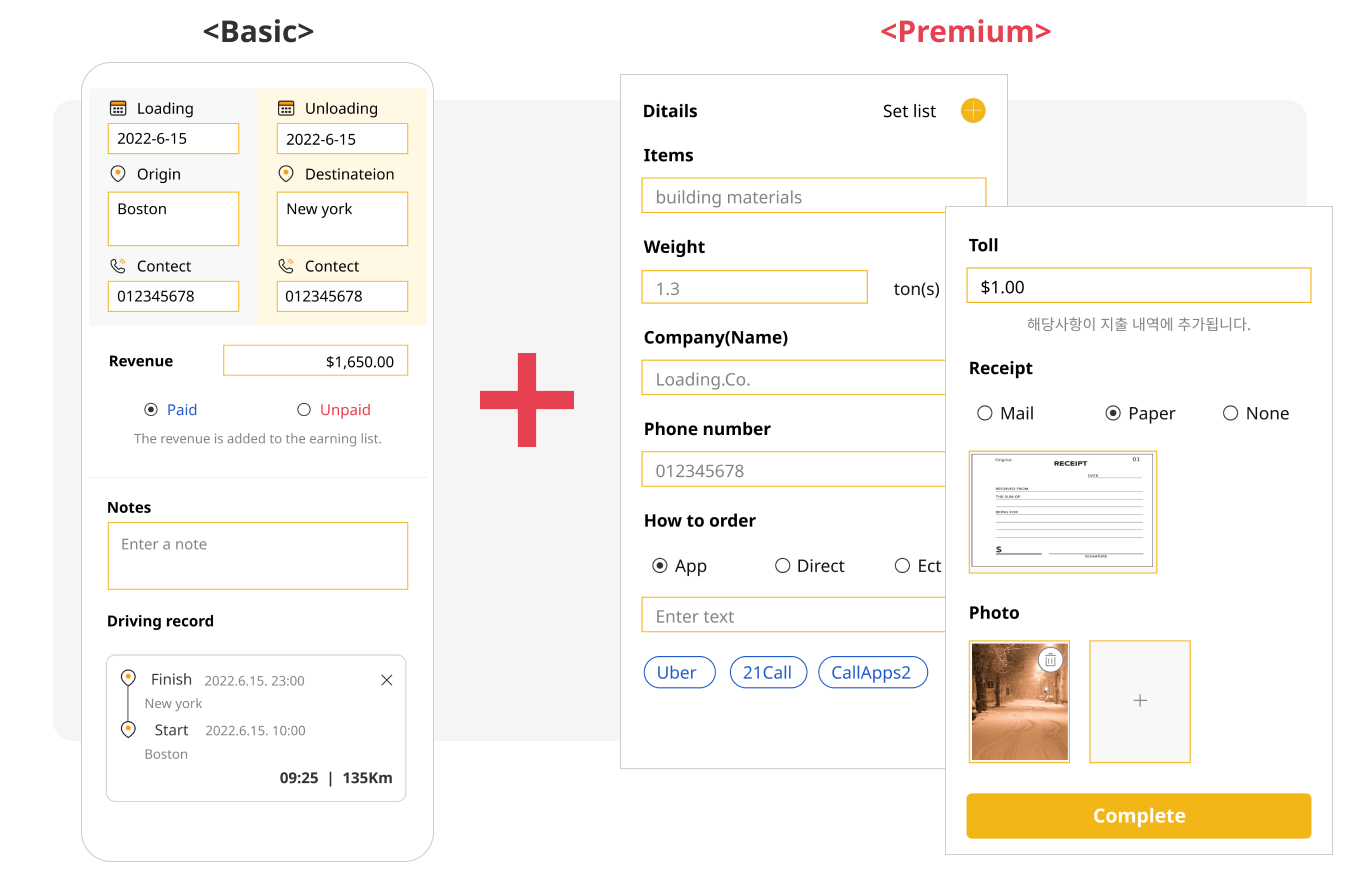 <Basic>
<Premium>
Loading
Unloading
2022-6-15
2022-6-15
Origin
Destinateion
Boston
New york
Contect
Contect
012345678
012345678
Revenue
$1,650.00
Paid
Unpaid
The revenue is added to the earning list.
Notes
Enter a note
Driving record
Finish 2022.6.15. 23:00
New york
Start 2022.6.15. 10:00
Boston
09:25 | 135Km
Ditails
Set list
Items
building materials
Weight
1.3
ton(s)
Company(Name)
Loading.Co.
Phone number
012345678
How to order
App
Direct
Ect
Enter text
Uber
21Call
CallApps2
Toll
$1.00
해당사항이 지출 내역에 추가됩니다.
Receipt
Mail
Paper
None
Original
RECEIPT
01
DATE
RECEIVED FROM
THE SUM OF
BEING FOR
$
SIGNATURE
Photo
Complete